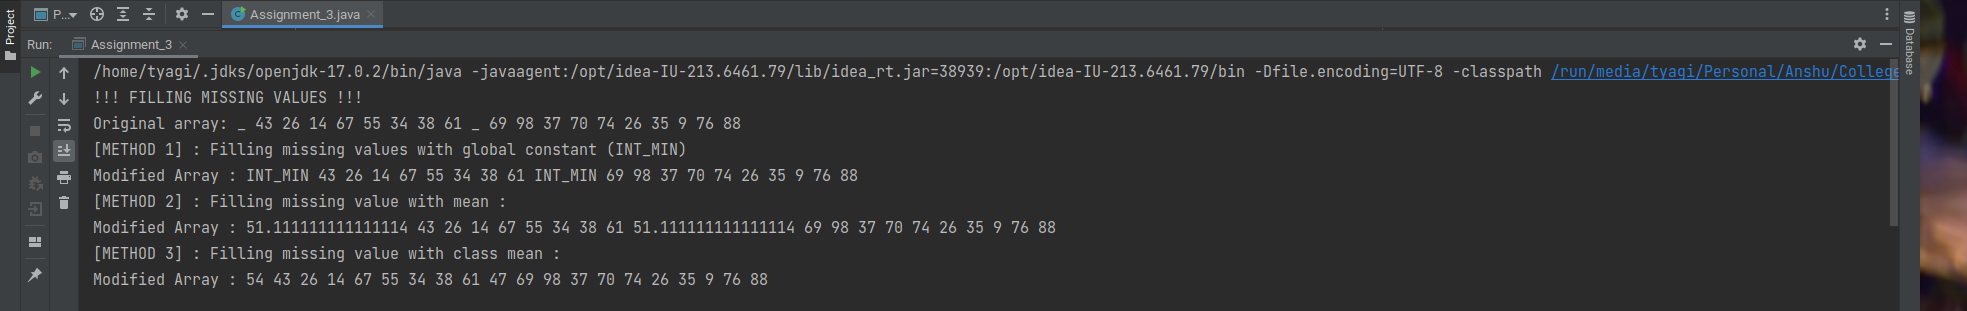 Project
P...
Assignment_3.java
Run:
Assignment_3
Database
/home/tyagi/.jdks/openjdk-17.0.2/bin/java -javaagent:/opt/idea-IU-213.6461.79/lib/idea_rt.jar=38939:/opt/idea-IU-213.6461.79/bin -Dfile.encoding=UTF-8 -classpath /run/media/tyagi/Personal/Anshu/College
!!! FILLING MISSING VALUES !!!
Original array: _ 43 26 14 67 55 34 38 61 _ 69 98 37 70 74 26 35 9 76 88
[METHOD 1] : Filling missing values with global constant (INT_MIN)
Modified Array : INT_MIN 43 26 14 67 55 34 38 61 INT_MIN 69 98 37 70 74 26 35 9 76 88
[METHOD 2] : Filling missing value with mean :
Modified Array : 51.111111111111114 43 26 14 67 55 34 38 61 51.111111111111114 69 98 37 70 74 26 35 9 76 88
[METHOD 3] : Filling missing value with class mean :
Modified Array : 54 43 26 14 67 55 34 38 61 47 69 98 37 70 74 26 35 9 76 88